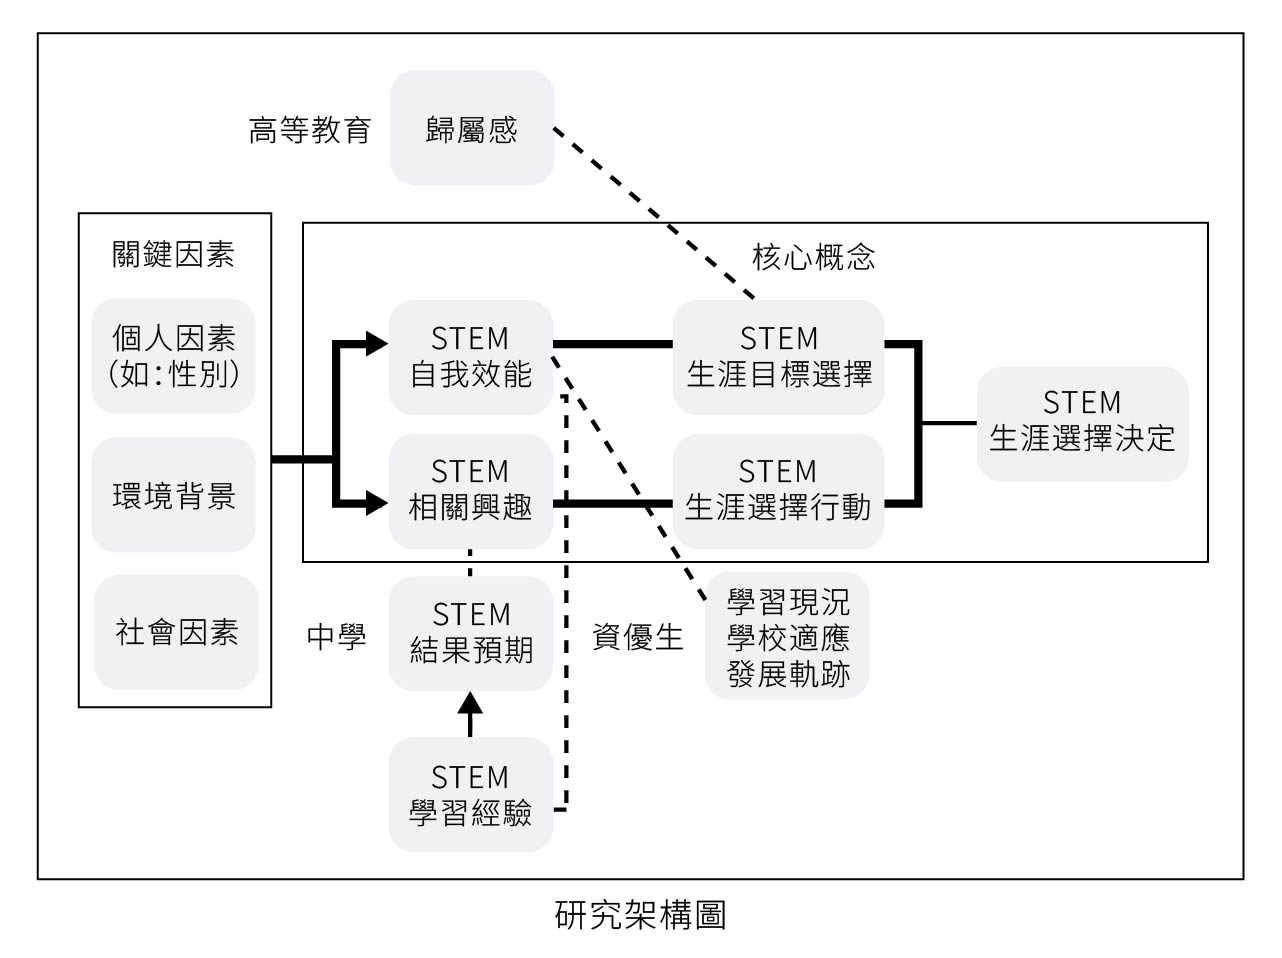 高等教育
歸屬感
關鍵因素
個人因素
(如:性別)
環境背景
社會因素
核心概念
STEM
自我效能
STEM
生涯目標選擇
STEM
相關興趣
STEM
生涯選擇行動
STEM
生涯選擇決定
中學
STEM
結果預期
資優生
學習現況
學校適應
發展軌跡
STEM
學習經驗
研究架構圖